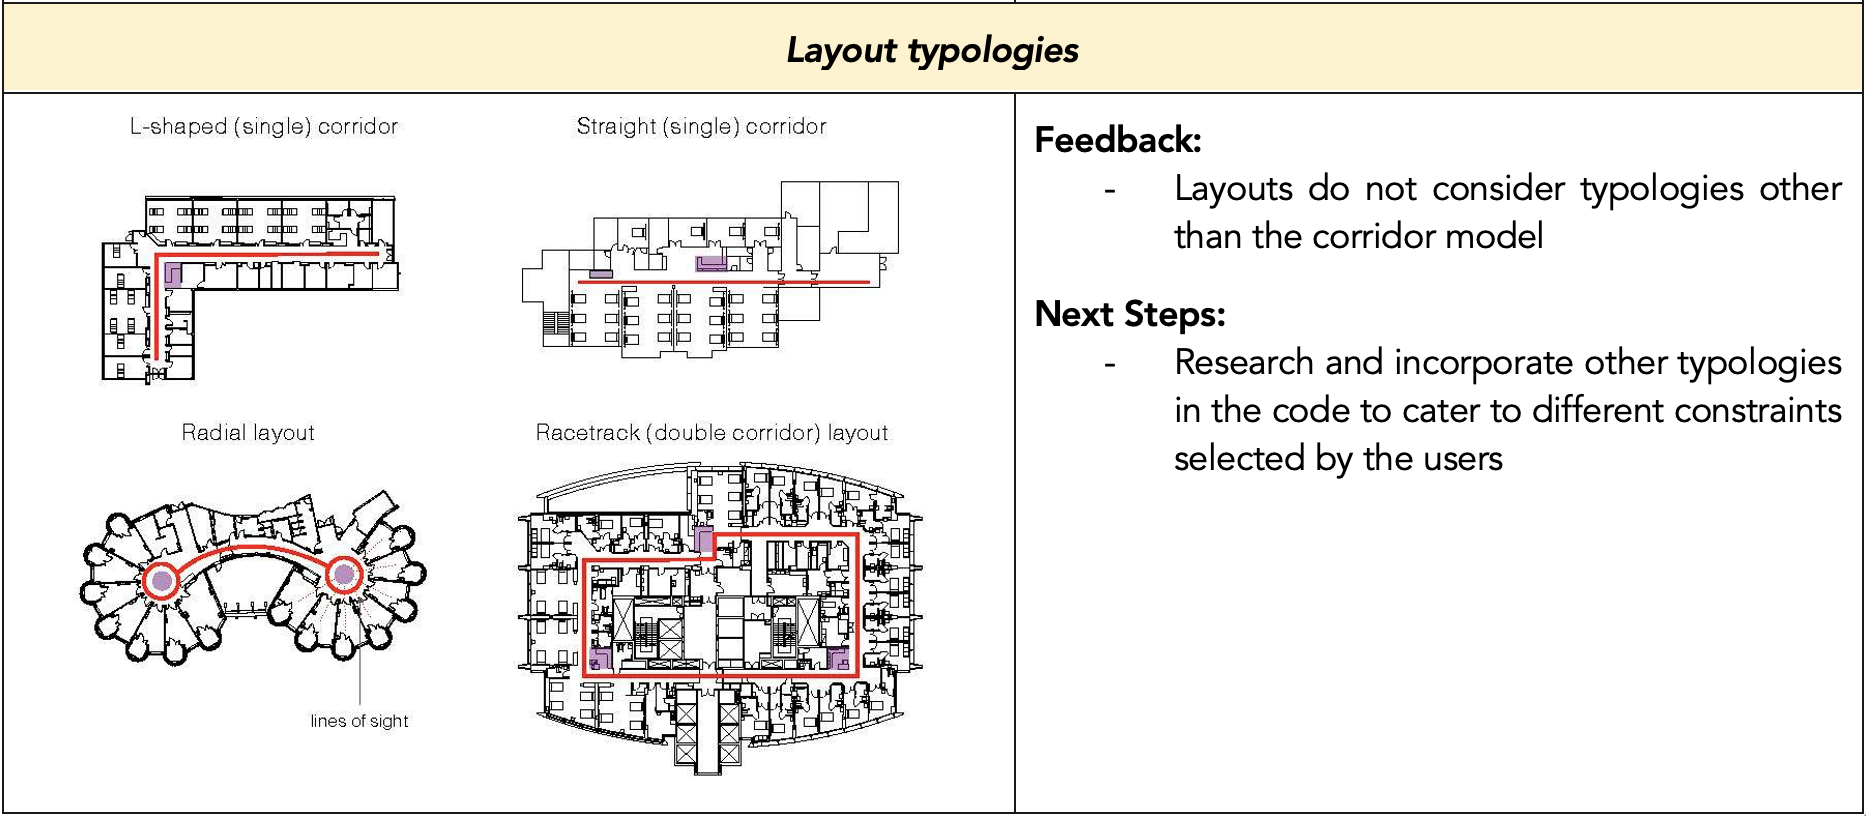 Layout typologies
L-shaped (single) corridor
Straight (single) corridor
Radial layout
Racetrack (double corridor) layout
lines of sight
Feedback:
- Layouts do not consider typologies other
than the corridor model
Next Steps:
- Research and incorporate other typologies
in the code to cater to different constraints
selected by the users